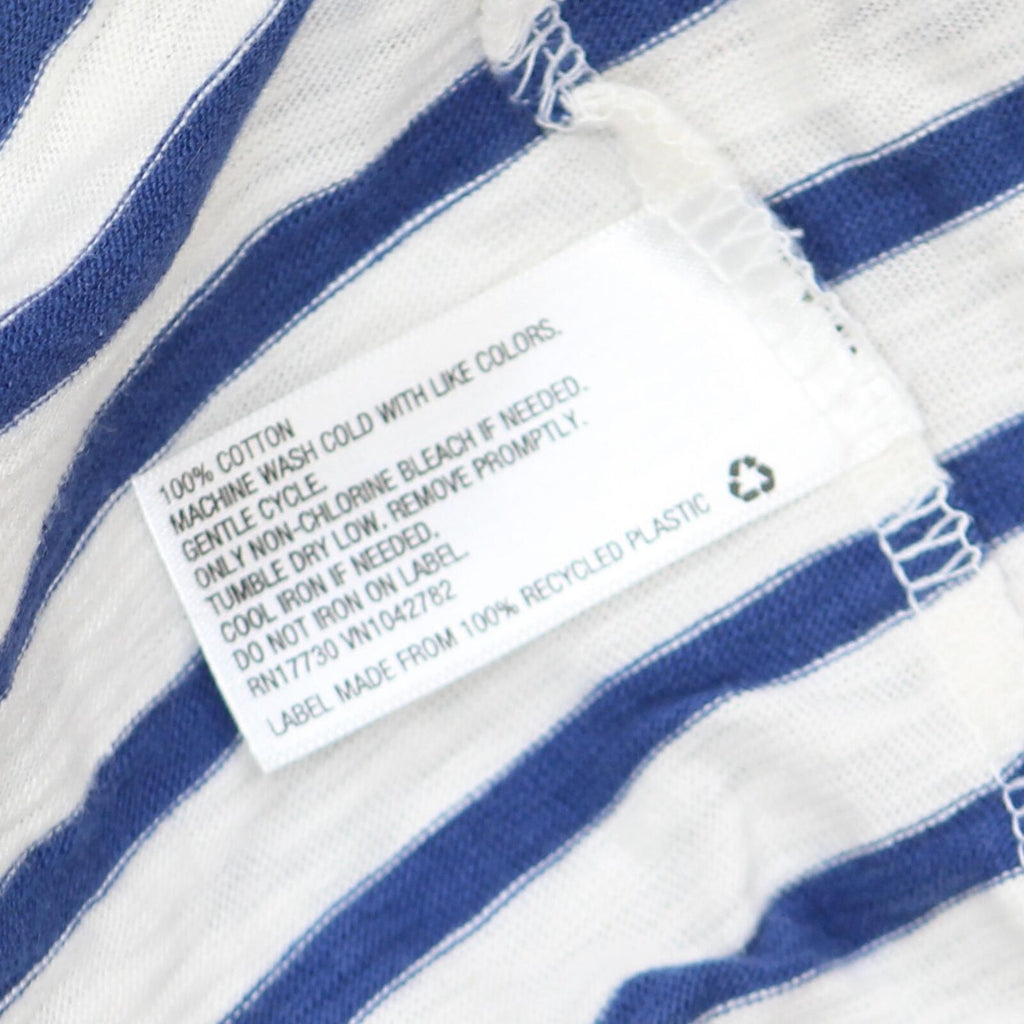 100% COTTON
MACHINE WASH COLD WITH LIKE COLORS.
GENTLE CYCLE
ONLY NON-CHLORINE BLEACH IF NEEDED.
TUMBLE DRY LOW. REMOVE PROMPTLY.
COOL IRON IF NEEDED.
DO NOT IRON ON LABEL.
RN17730 VN1042782
LABEL MADE FROM 100% RECYCLED PLASTIC